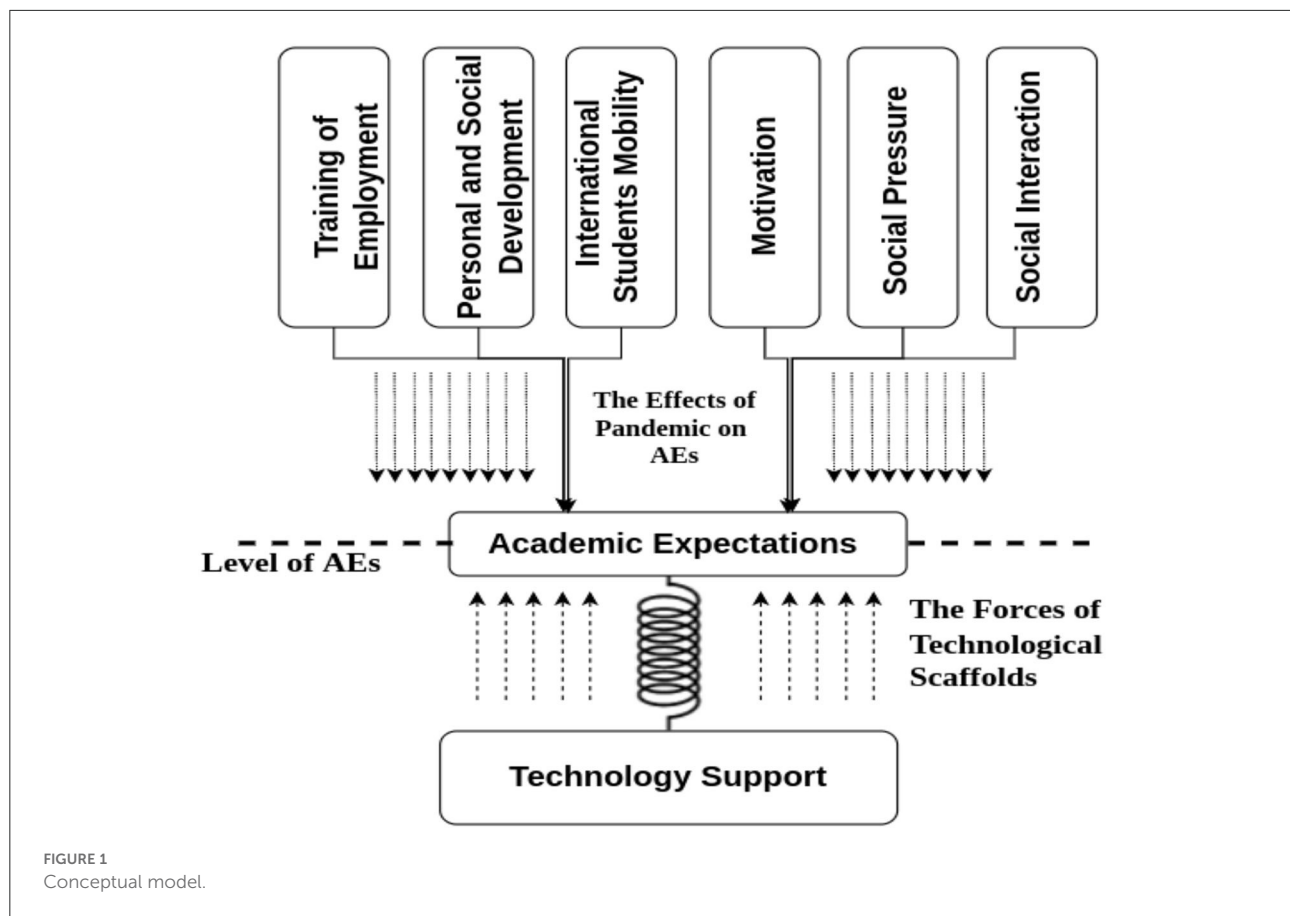 Training of
Employment
Personal and Social
Development
International
Students Mobility
Motivation
Social Pressure
Social Interaction
The Effects of
Pandemic on
AEs
Academic Expectations
Level of AEs
The Forces of
Technological
Scaffolds
Technology Support
FIGURE 1
Conceptual model.